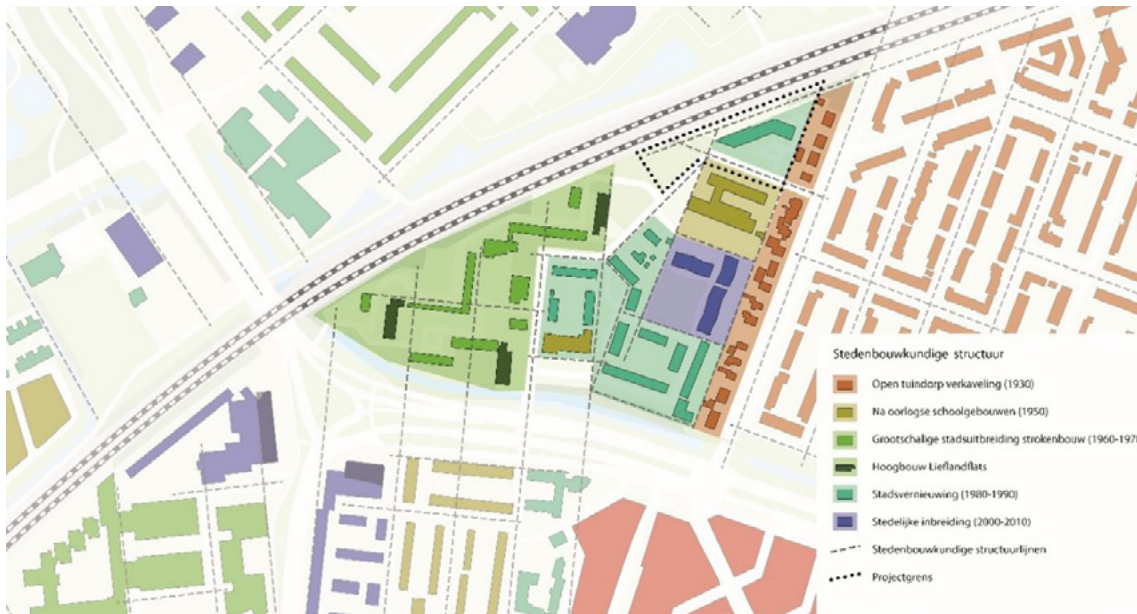 Stedenbouwkundige structuur
Open tuindorp verkaveling (1930)
Na oorlogse schoolgebouwen (1950)
Grootschalige stadsuitbreiding strokenbouw (1960-197
Hoogbouw Lieflandflats
Stadsvernieuwing (1980-1990)
Stedelijke inbreiding (2000-2010)
Stedenbouwkundige structuurlijnen
Projectgrens